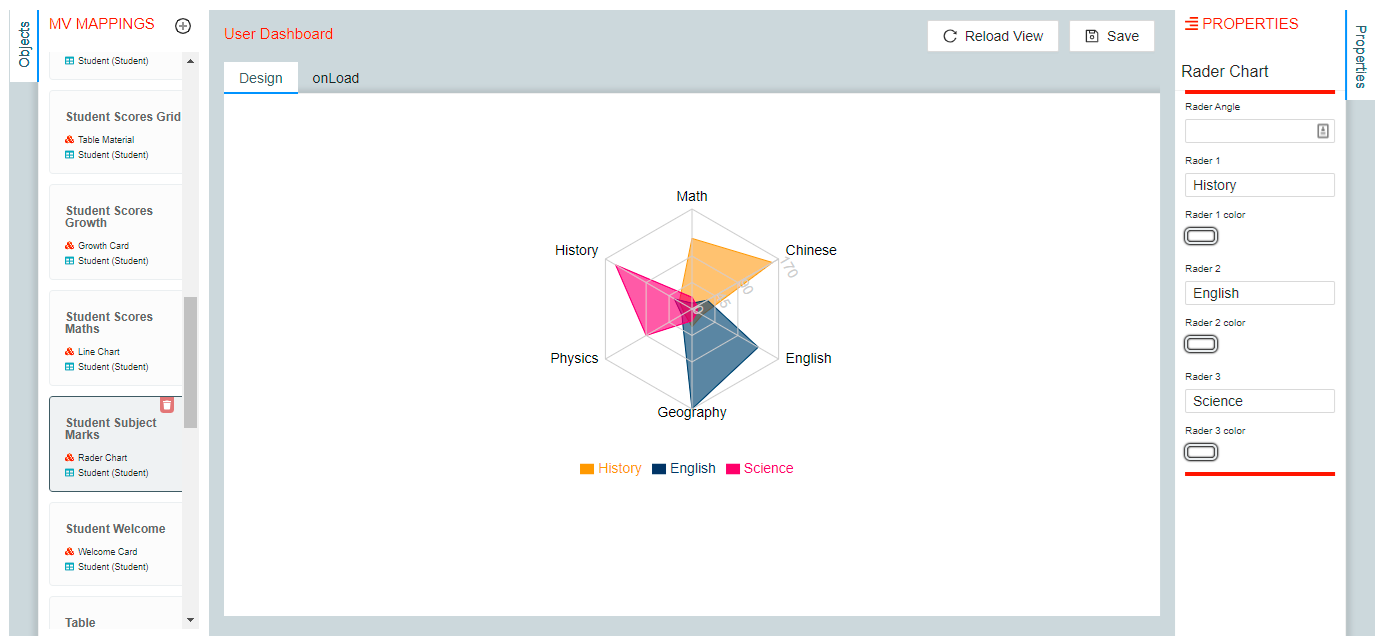 Objects
MV MAPPINGS
Student (Student)
Student Scores Grid
Table Material
Student (Student)
Student Scores
Growth
Growth Card
Student (Student)
Student Scores
Maths
Line Chart
Student (Student)
Student Subject
Marks
Rader Chart
Student (Student)
Student Welcome
Welcome Card
Student (Student)
Table
User Dashboard
Reload View
Save
Design
onLoad
Math
History
Chinese
170
Physics
English
Geography
History English Science
PROPERTIES
Rader Chart
Rader Angle
Rader 1
History
Rader 1 color
Rader 2
English
Rader 2 color
Rader 3
Science
Rader 3 color
Properties